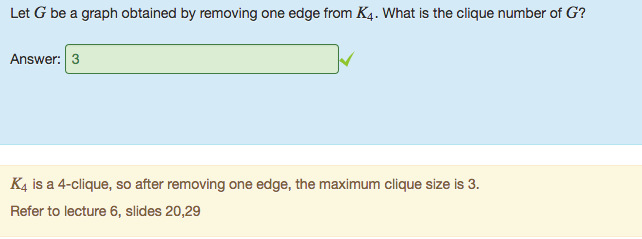 Let G be a graph obtained by removing one edge from K₄. What is the clique number of G?
Answer: 3
K₄ is a 4-clique, so after removing one edge, the maximum clique size is 3.
Refer to lecture 6, slides 20,29